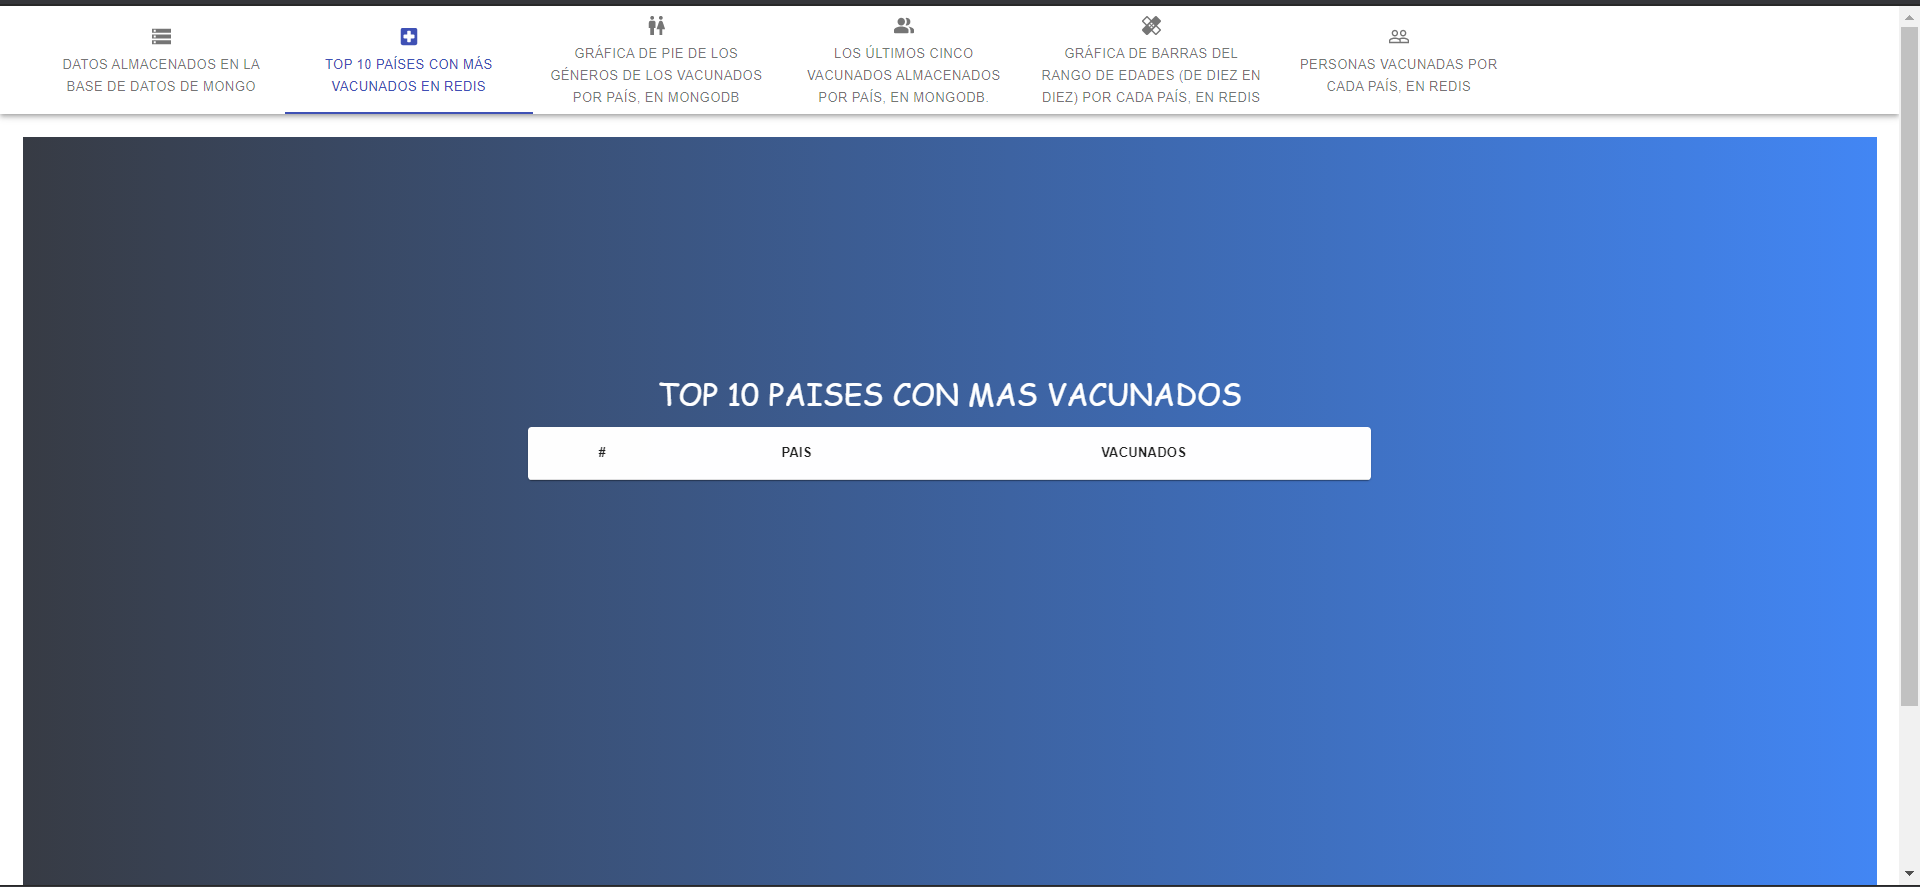 DATOS ALMACENADOS EN LA
BASE DE DATOS DE MONGO
TOP 10 PAÍSES CON MÁS
VACUNADOS EN REDIS
GRÁFICA DE PIE DE LOS
GÉNEROS DE LOS VACUNADOS
POR PAÍS, EN MONGODB
LOS ÚLTIMOS CINCO
VACUNADOS ALMACENADOS
POR PAÍS, EN MONGODB.
GRÁFICA DE BARRAS DEL
RANGO DE EDADES (DE DIEZ EN
DIEZ) POR CADA PAÍS, EN REDIS
PERSONAS VACUNADAS POR
CADA PAÍS, EN REDIS
TOP 10 PAISES CON MAS VACUNADOS
# PAIS VACUNADOS